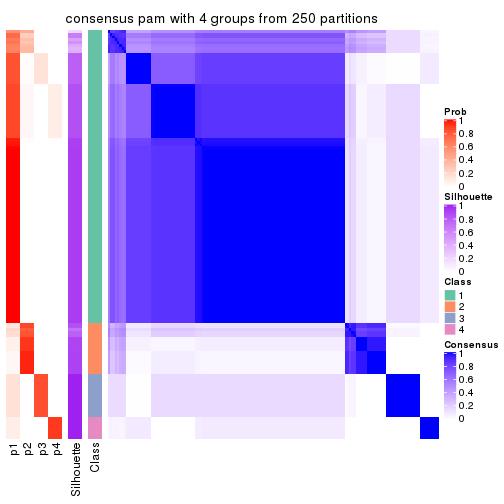 consensus pam with 4 groups from 250 partitions
Prob
1
0.8
0.6
0.4
0.2
0
Silhouette
1
0.8
0.6
0.4
0.2
0
Class
1
2
3
4
Consensus
1
0.8
0.6
0.4
0.2
0
p1
p2
p3
p4
Silhouette
Class